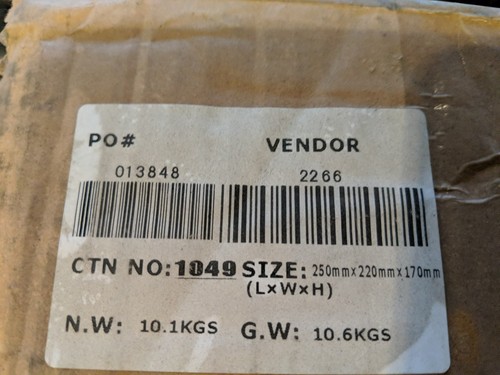 PO# VENDOR
013848 2266
CTN NO:1049 SIZE: 250mm×220mm×170mm
(L×W×H)
N.W: 10.1KGS G.W: 10.6KGS